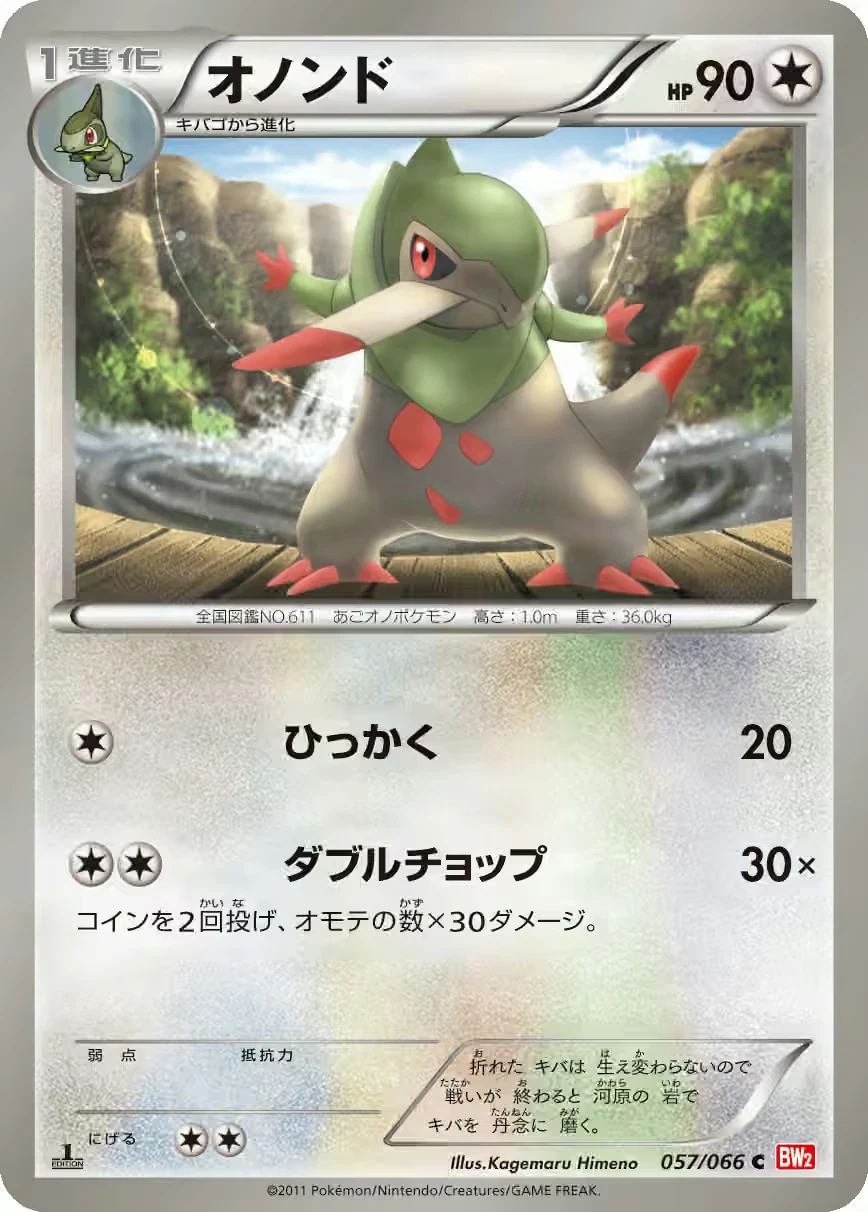 1進化
オノンド
HP90
キバゴから進化
全国図鑑NO.611 あごオノポケモン 高さ:1.0m 重さ:36.0kg
ひっかく 20
ダブルチョップ 30×
コインを2回投げ、オモテの数×30ダメージ。
弱点 抵抗力
折れた キバは 生え変わらないので
戦いが 終わると 河原の 岩で
キバを 丹念に 磨く。
にげる
1 EDITION
Illus.Kagemaru Himeno 057/066 C BW2
©2011 Pokémon/Nintendo/Creatures/GAME FREAK.